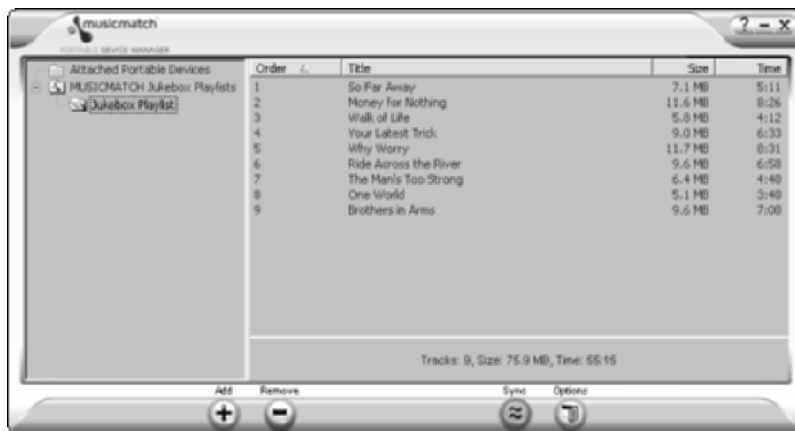 musicmatch
PORTABLE DEVICE MANAGER
? – x
Attached Portable Devices
MUSICMATCH Jukebox Playlists
Jukebox Playlist
Order Title Size Time
1 So Far Away 7.1 MB 5:11
2 Money for Nothing 11.6 MB 8:26
3 Walk of Life 5.8 MB 4:12
4 Your Latest Trick 9.0 MB 6:33
5 Why Worry 11.7 MB 8:31
6 Ride Across the River 9.6 MB 6:58
7 The Man's Too Strong 6.4 MB 4:40
8 One World 5.1 MB 3:40
9 Brothers in Arms 9.6 MB 7:00
Tracks: 9, Size: 75.9 MB, Time: 55:15
Add Remove Sync Options